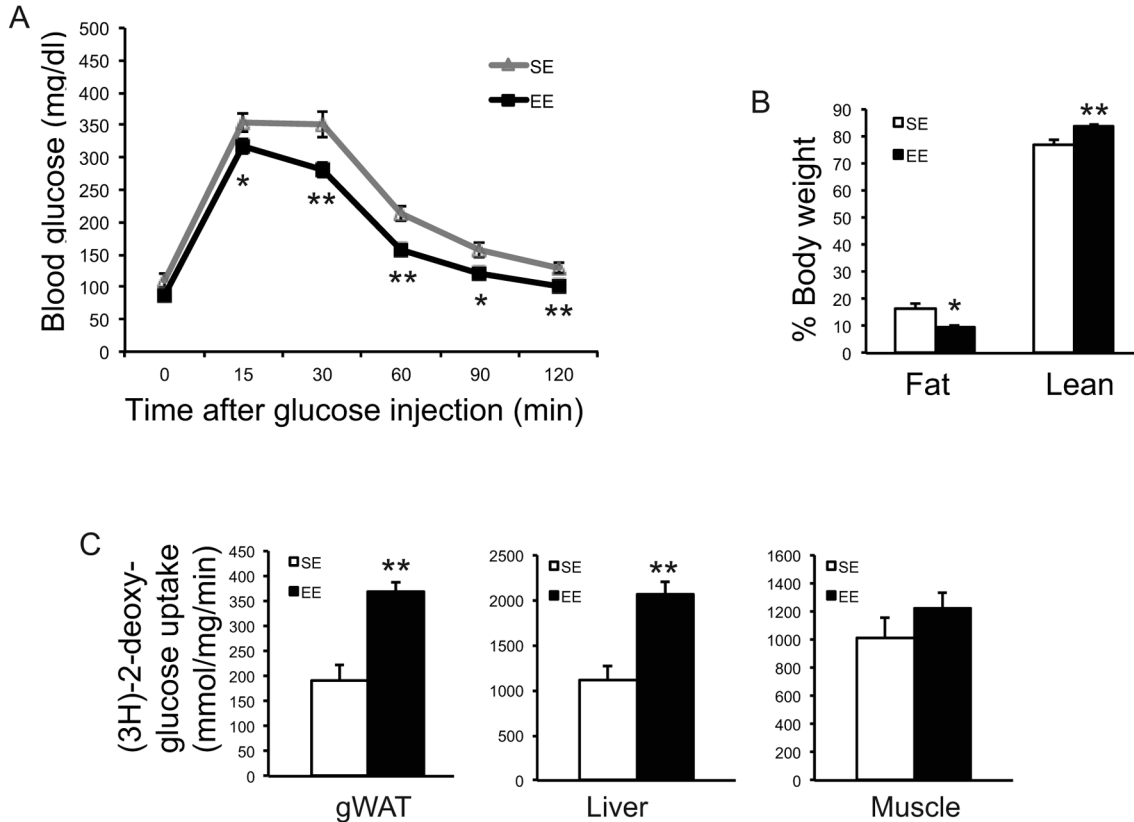 A
Blood glucose (mg/dl)
500
450
400
350
300
250
200
150
100
50
0
SE
EE
*
**
**
*
**
0 15 30 60 90 120
Time after glucose injection (min)
B
% Body weight
90
80
70
60
50
40
30
20
10
0
SE
EE
*
**
Fat Lean
C
(3H)-2-deoxy-
glucose uptake
(mmol/mg/min)
450
400
350
300
250
200
150
100
50
0
SE
EE
**
gWAT
2500
2000
1500
1000
500
0
SE
EE
**
Liver
1600
1400
1200
1000
800
600
400
200
0
SE
EE
Muscle